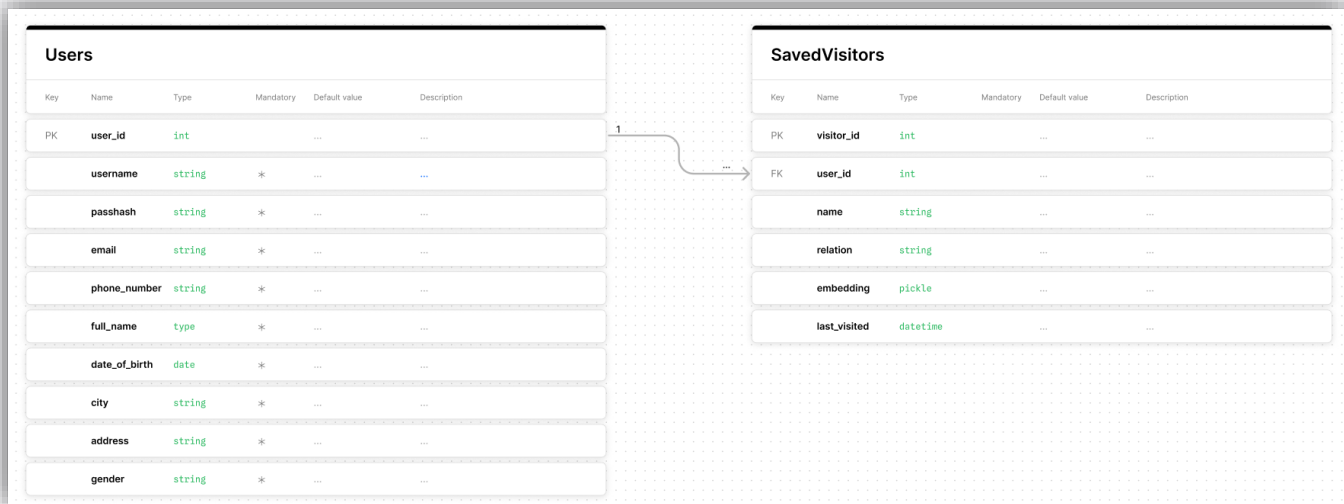 Users
Key Name Type Mandatory Default value Description
PK user_id int ... ...
username string * ... ...
passhash string * ... ...
email string * ... ...
phone_number string * ... ...
full_name type * ... ...
date_of_birth date * ... ...
city string * ... ...
address string * ... ...
gender string * ... ...
1
...
SavedVisitors
Key Name Type Mandatory Default value Description
PK visitor_id int ... ...
FK user_id int ... ...
name string ... ...
relation string ... ...
embedding pickle ... ...
last_visited datetime ... ...